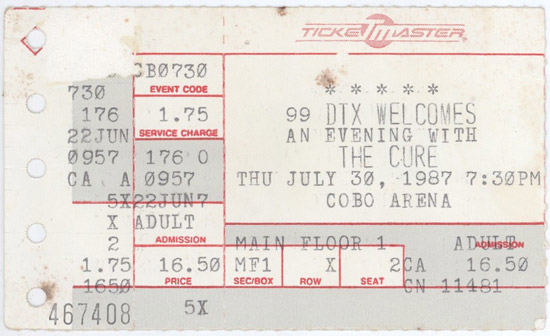 TICKETMASTER
GB0730
730 EVENT CODE
176 1.75
22JUN SERVICE CHARGE
0957 176 0
CA A 0957
5X22JUN7
X ADULT
2 ADMISSION
1.75 16.50
1650 PRICE
467408 5X
* * * * *
99 DTX WELCOMES
AN EVENING WITH
THE CURE
THU JULY 30, 1987 7:30PM
COBO ARENA
MAIN FLOOR 1 ADULT
ADMISSION
MF1 X 2CA 16.50
SEC/BOX ROW SEAT CN 11481